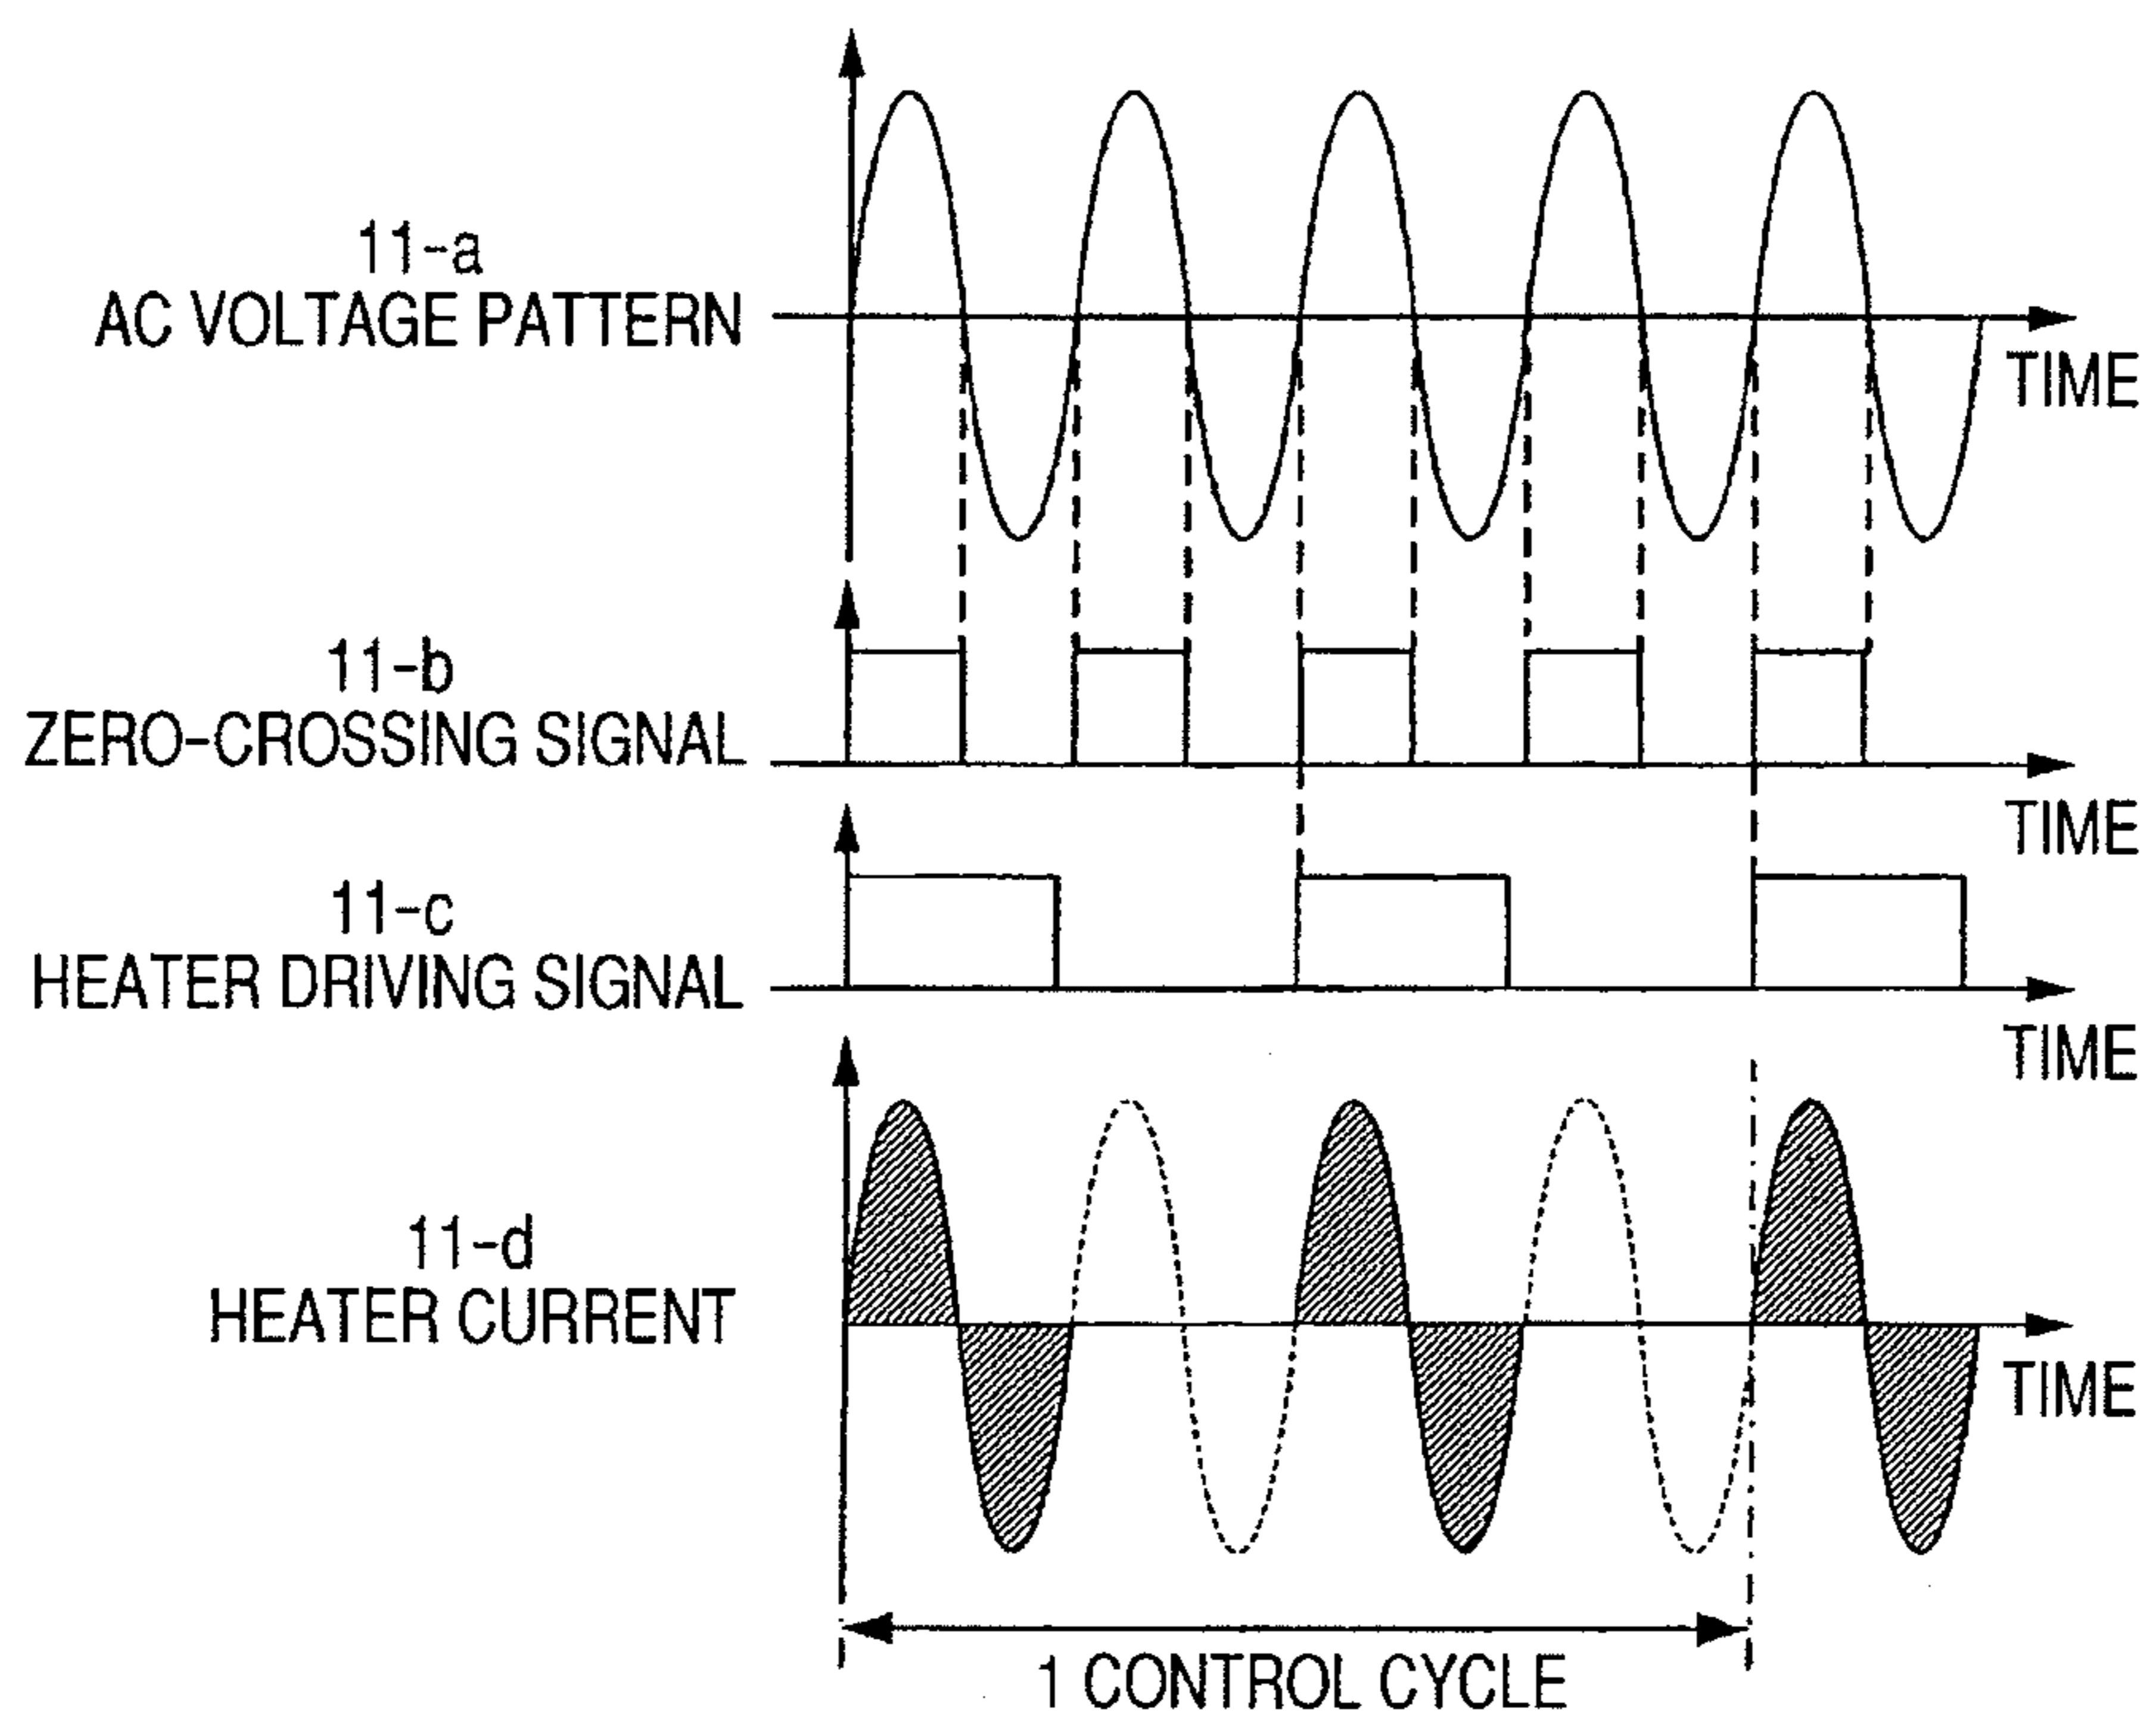 11-a
AC VOLTAGE PATTERN
TIME
11-b
ZERO-CROSSING SIGNAL
TIME
11-c
HEATER DRIVING SIGNAL
TIME
11-d
HEATER CURRENT
TIME
1 CONTROL CYCLE